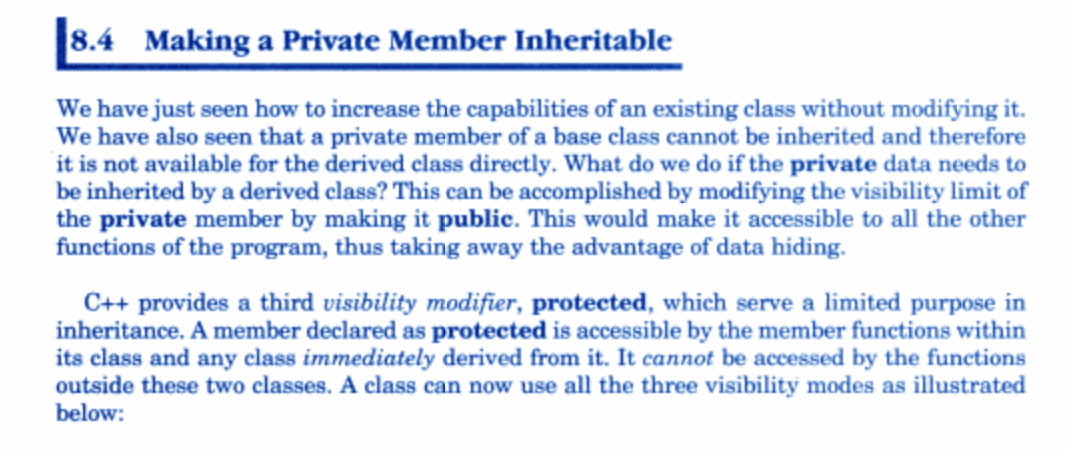 8.4 Making a Private Member Inheritable
We have just seen how to increase the capabilities of an existing class without modifying it.
We have also seen that a private member of a base class cannot be inherited and therefore
it is not available for the derived class directly. What do we do if the private data needs to
be inherited by a derived class? This can be accomplished by modifying the visibility limit of
the private member by making it public. This would make it accessible to all the other
functions of the program, thus taking away the advantage of data hiding.
C++ provides a third visibility modifier, protected, which serve a limited purpose in
inheritance. A member declared as protected is accessible by the member functions within
its class and any class immediately derived from it. It cannot be accessed by the functions
outside these two classes. A class can now use all the three visibility modes as illustrated
below: